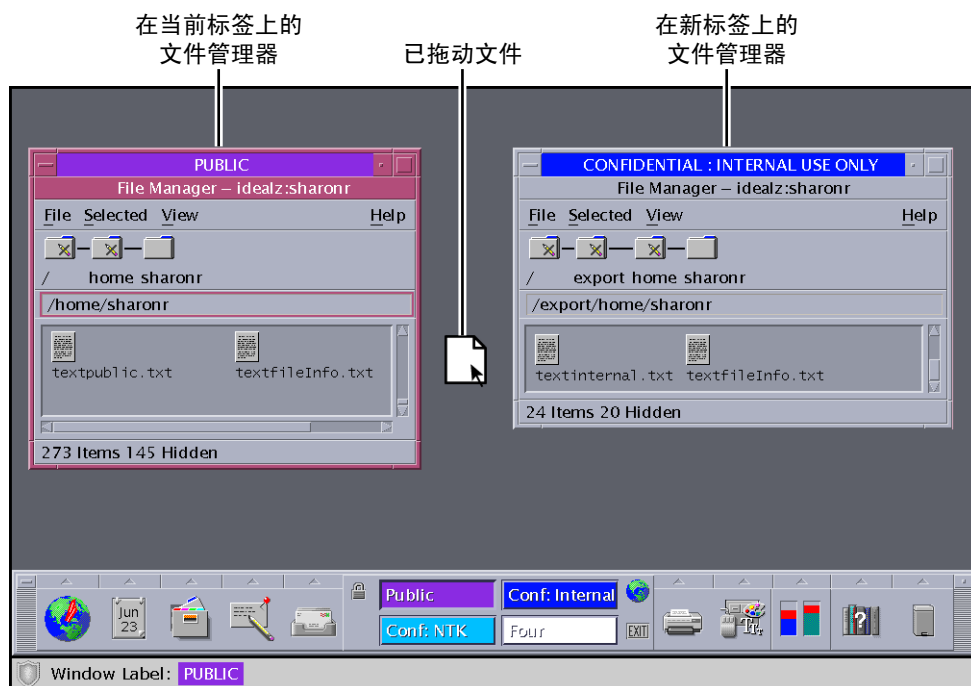 在当前标签上的
文件管理器
已拖动文件
在新标签上的
文件管理器
PUBLIC
File Manager – idealz:sharonr
File Selected View Help
/ home sharonr
/home/sharonr
textpublic.txt textfileInfo.txt
273 Items 145 Hidden
CONFIDENTIAL : INTERNAL USE ONLY
File Manager – idealz:sharonr
File Selected View Help
/ export home sharonr
/export/home/sharonr
textinternal.txt textfileInfo.txt
24 Items 20 Hidden
Jun
23
Public Conf: Internal
Conf: NTK Four
EXIT
Window Label: PUBLIC